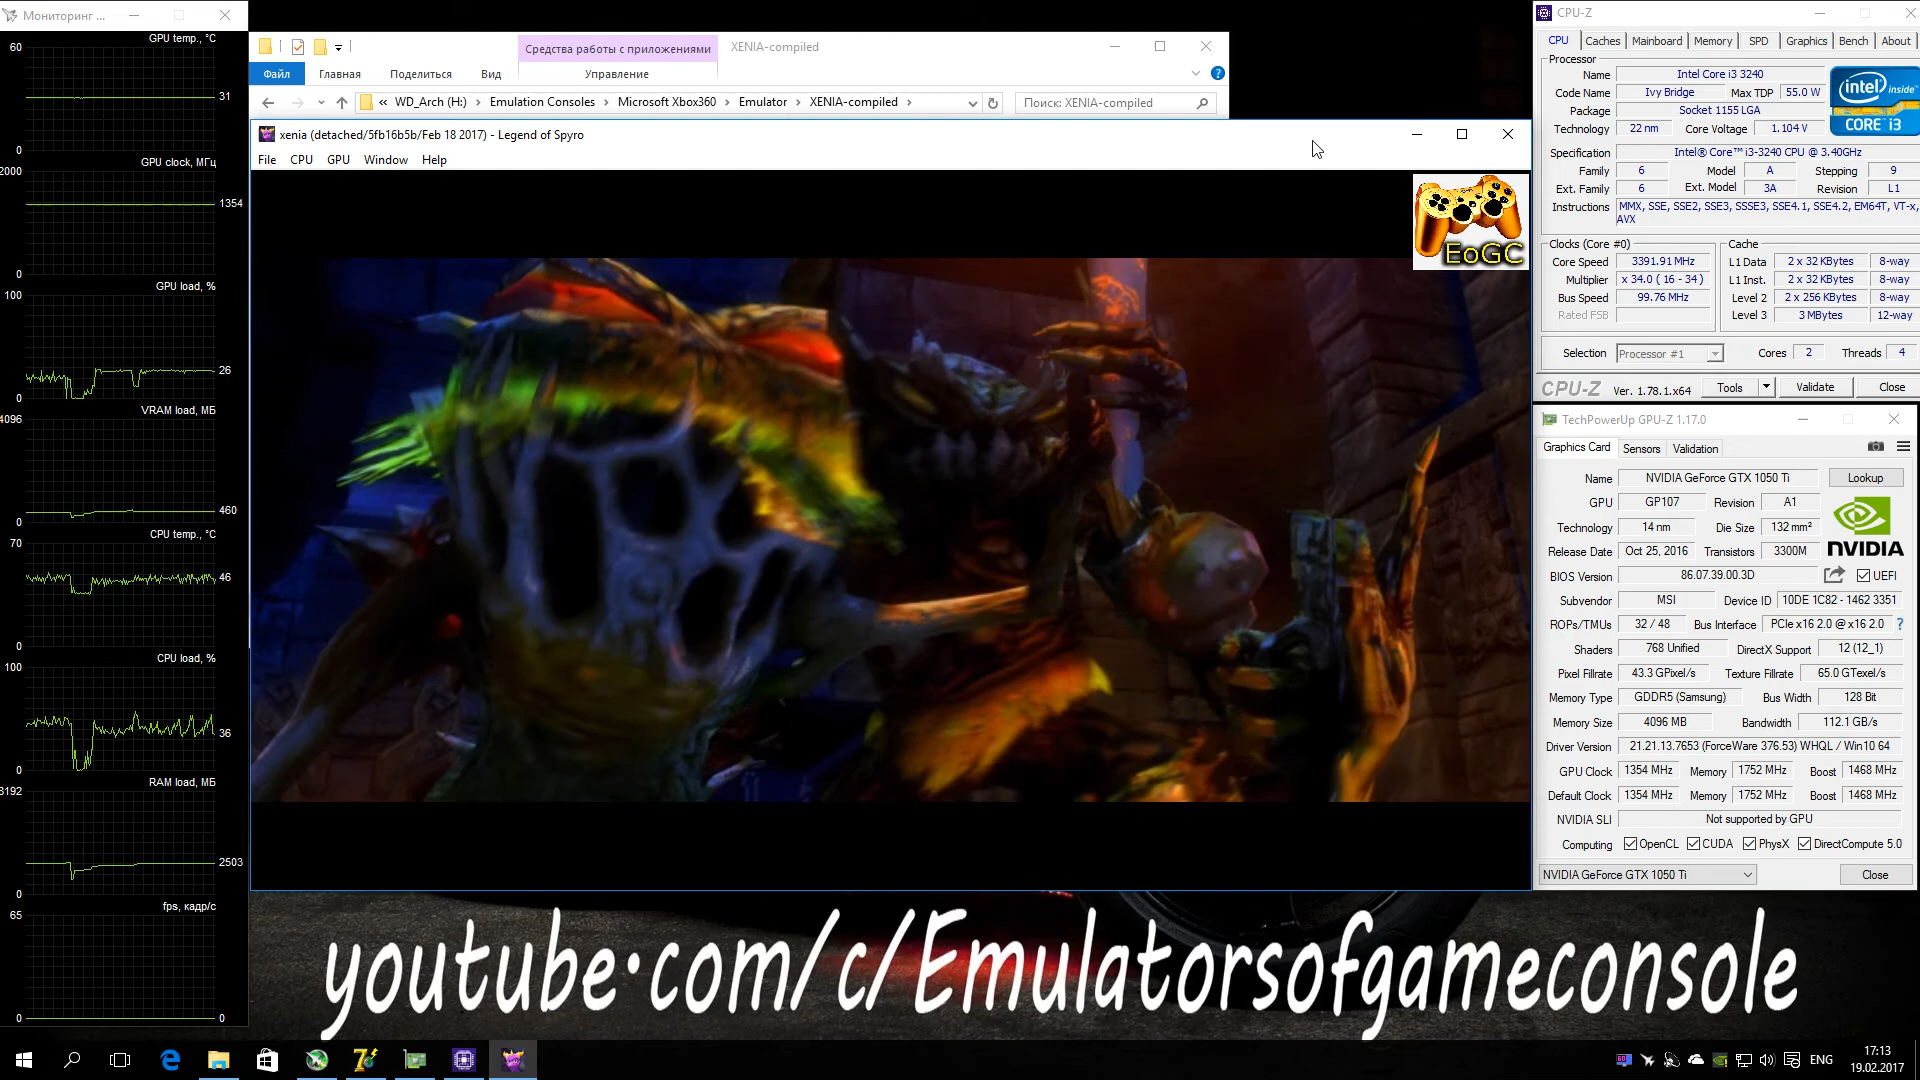 Мониторинг ...
GPU temp., °C
60
31
0
GPU clock, МГц
2000
1354
0
GPU load, %
100
26
0
VRAM load, МБ
4096
460
0
CPU temp., °C
70
46
0
CPU load, %
100
36
0
RAM load, МБ
8192
2503
0
fps, кадр/с
65
0
0
Средства работы с приложениями
XENIA-compiled
Файл
Главная
Поделиться
Вид
Управление
« WD_Arch (H:) › Emulation Consoles › Microsoft Xbox360 › Emulator › XENIA-compiled ›
Поиск: XENIA-compiled
xenia (detached/5fb16b5b/Feb 18 2017) - Legend of Spyro
File CPU GPU Window Help
EoGC
CPU-Z
CPU Caches Mainboard Memory SPD Graphics Bench About
Processor
Name Intel Core i3 3240
Code Name Ivy Bridge Max TDP 55.0 W
Package Socket 1155 LGA
Technology 22 nm Core Voltage 1.104 V
intel inside
CORE i3
Specification Intel® Core™ i3-3240 CPU @ 3.40GHz
Family 6 Model A Stepping 9
Ext. Family 6 Ext. Model 3A Revision L1
Instructions MMX, SSE, SSE2, SSE3, SSSE3, SSE4.1, SSE4.2, EM64T, VT-x,
AVX
Clocks (Core #0)
Core Speed 3391.91 MHz
Multiplier x 34.0 ( 16 - 34 )
Bus Speed 99.76 MHz
Rated FSB
Cache
L1 Data 2 x 32 KBytes 8-way
L1 Inst. 2 x 32 KBytes 8-way
Level 2 2 x 256 KBytes 8-way
Level 3 3 MBytes 12-way
Selection Processor #1 Cores 2 Threads 4
CPU-Z Ver. 1.78.1.x64 Tools Validate Close
TechPowerUp GPU-Z 1.17.0
Graphics Card Sensors Validation
Name NVIDIA GeForce GTX 1050 Ti Lookup
GPU GP107 Revision A1
Technology 14 nm Die Size 132 mm²
Release Date Oct 25, 2016 Transistors 3300M
NVIDIA
BIOS Version 86.07.39.00.3D UEFI
Subvendor MSI Device ID 10DE 1C82 - 1462 3351
ROPs/TMUs 32 / 48 Bus Interface PCIe x16 2.0 @ x16 2.0 ?
Shaders 768 Unified DirectX Support 12 (12_1)
Pixel Fillrate 43.3 GPixel/s Texture Fillrate 65.0 GTexel/s
Memory Type GDDR5 (Samsung) Bus Width 128 Bit
Memory Size 4096 MB Bandwidth 112.1 GB/s
Driver Version 21.21.13.7653 (ForceWare 376.53) WHQL / Win10 64
GPU Clock 1354 MHz Memory 1752 MHz Boost 1468 MHz
Default Clock 1354 MHz Memory 1752 MHz Boost 1468 MHz
NVIDIA SLI Not supported by GPU
Computing OpenCL CUDA PhysX DirectCompute 5.0
NVIDIA GeForce GTX 1050 Ti Close
youtube.com/c/Emulatorsofgameconsole
ENG
17:13
19.02.2017